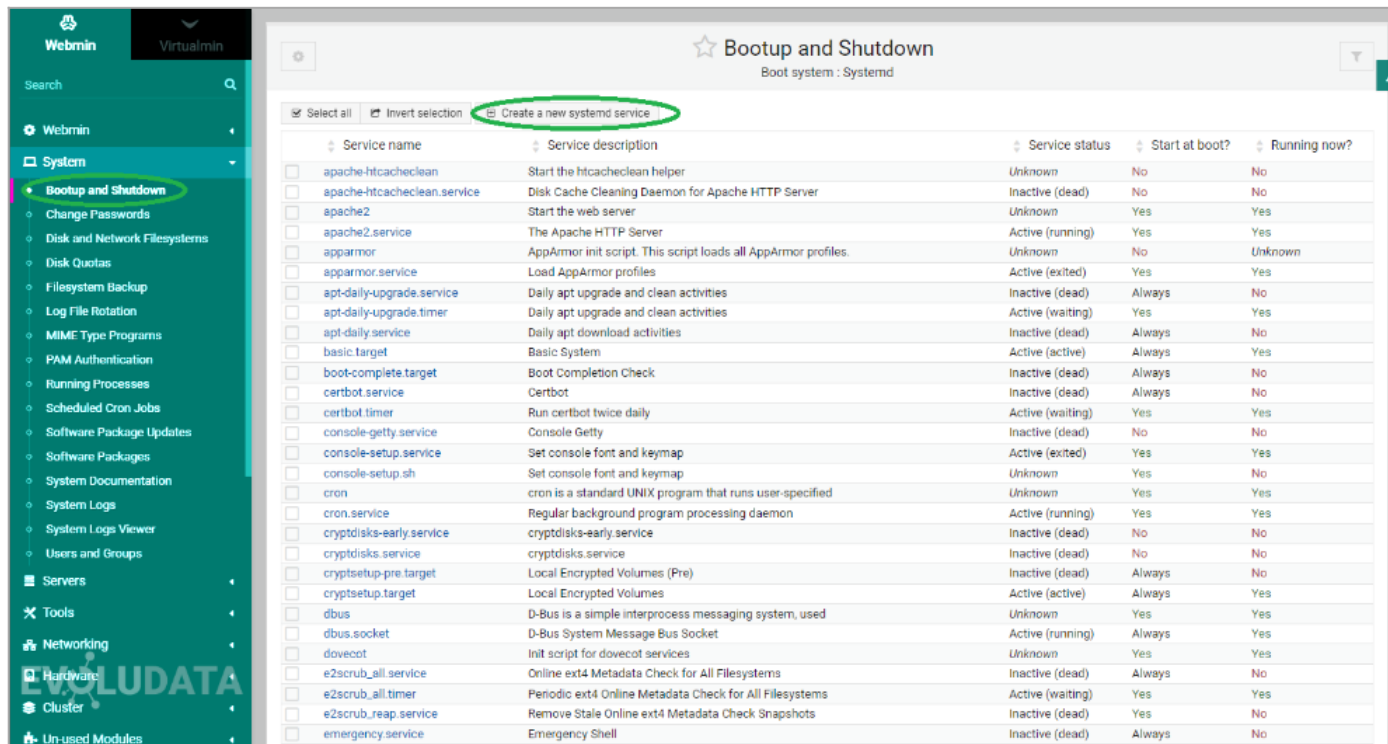 Webmin
Virtualmin
Search
Webmin
System
Bootup and Shutdown
Change Passwords
Disk and Network Filesystems
Disk Quotas
Filesystem Backup
Log File Rotation
MIME Type Programs
PAM Authentication
Running Processes
Scheduled Cron Jobs
Software Package Updates
Software Packages
System Documentation
System Logs
System Logs Viewer
Users and Groups
Servers
Tools
Networking
Hardware
EVOLUDATA
Cluster
Un-used Modules
Bootup and Shutdown
Boot system : Systemd
Select all Invert selection Create a new systemd service
Service name Service description Service status Start at boot? Running now?
apache-htcacheclean Start the htcacheclean helper Unknown No No
apache-htcacheclean.service Disk Cache Cleaning Daemon for Apache HTTP Server Inactive (dead) No No
apache2 Start the web server Unknown Yes Yes
apache2.service The Apache HTTP Server Active (running) Yes Yes
apparmor AppArmor init script. This script loads all AppArmor profiles. Unknown No Unknown
apparmor.service Load AppArmor profiles Active (exited) Yes Yes
apt-daily-upgrade.service Daily apt upgrade and clean activities Inactive (dead) Always No
apt-daily-upgrade.timer Daily apt upgrade and clean activities Active (waiting) Yes Yes
apt-daily.service Daily apt download activities Inactive (dead) Always No
basic.target Basic System Active (active) Always Yes
boot-complete.target Boot Completion Check Inactive (dead) Always No
certbot.service Certbot Inactive (dead) Always No
certbot.timer Run certbot twice daily Active (waiting) Yes Yes
console-getty.service Console Getty Inactive (dead) No No
console-setup.service Set console font and keymap Active (exited) Yes Yes
console-setup.sh Set console font and keymap Unknown Yes No
cron cron is a standard UNIX program that runs user-specified Unknown Yes Yes
cron.service Regular background program processing daemon Active (running) Yes Yes
cryptdisks-early.service cryptdisks-early.service Inactive (dead) No No
cryptdisks.service cryptdisks.service Inactive (dead) No No
cryptsetup-pre.target Local Encrypted Volumes (Pre) Inactive (dead) Always No
cryptsetup.target Local Encrypted Volumes Active (active) Always Yes
dbus D-Bus is a simple interprocess messaging system, used Unknown Yes Yes
dbus.socket D-Bus System Message Bus Socket Active (running) Always Yes
dovecot Init script for dovecot services Unknown Yes Yes
e2scrub_all.service Online ext4 Metadata Check for All Filesystems Inactive (dead) Always No
e2scrub_all.timer Periodic ext4 Online Metadata Check for All Filesystems Active (waiting) Yes Yes
e2scrub_reap.service Remove Stale Online ext4 Metadata Check Snapshots Inactive (dead) Yes No
emergency.service Emergency Shell Inactive (dead) Always No